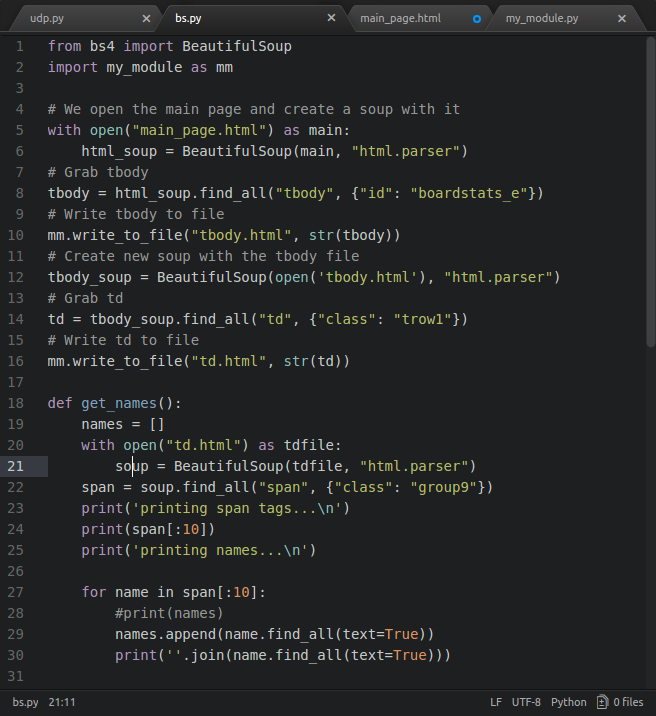 udp.py bs.py main_page.html my_module.py
1 from bs4 import BeautifulSoup
2 import my_module as mm
3
4 # We open the main page and create a soup with it
5 with open("main_page.html") as main:
6     html_soup = BeautifulSoup(main, "html.parser")
7 # Grab tbody
8 tbody = html_soup.find_all("tbody", {"id": "boardstats_e"})
9 # Write tbody to file
10 mm.write_to_file("tbody.html", str(tbody))
11 # Create new soup with the tbody file
12 tbody_soup = BeautifulSoup(open('tbody.html'), "html.parser")
13 # Grab td
14 td = tbody_soup.find_all("td", {"class": "trow1"})
15 # Write td to file
16 mm.write_to_file("td.html", str(td))
17
18 def get_names():
19     names = []
20     with open("td.html") as tdfile:
21         soup = BeautifulSoup(tdfile, "html.parser")
22     span = soup.find_all("span", {"class": "group9"})
23     print('printing span tags...\n')
24     print(span[:10])
25     print('printing names...\n')
26
27     for name in span[:10]:
28         #print(names)
29         names.append(name.find_all(text=True))
30         print(''.join(name.find_all(text=True)))
31
bs.py 21:11 LF UTF-8 Python 0 files